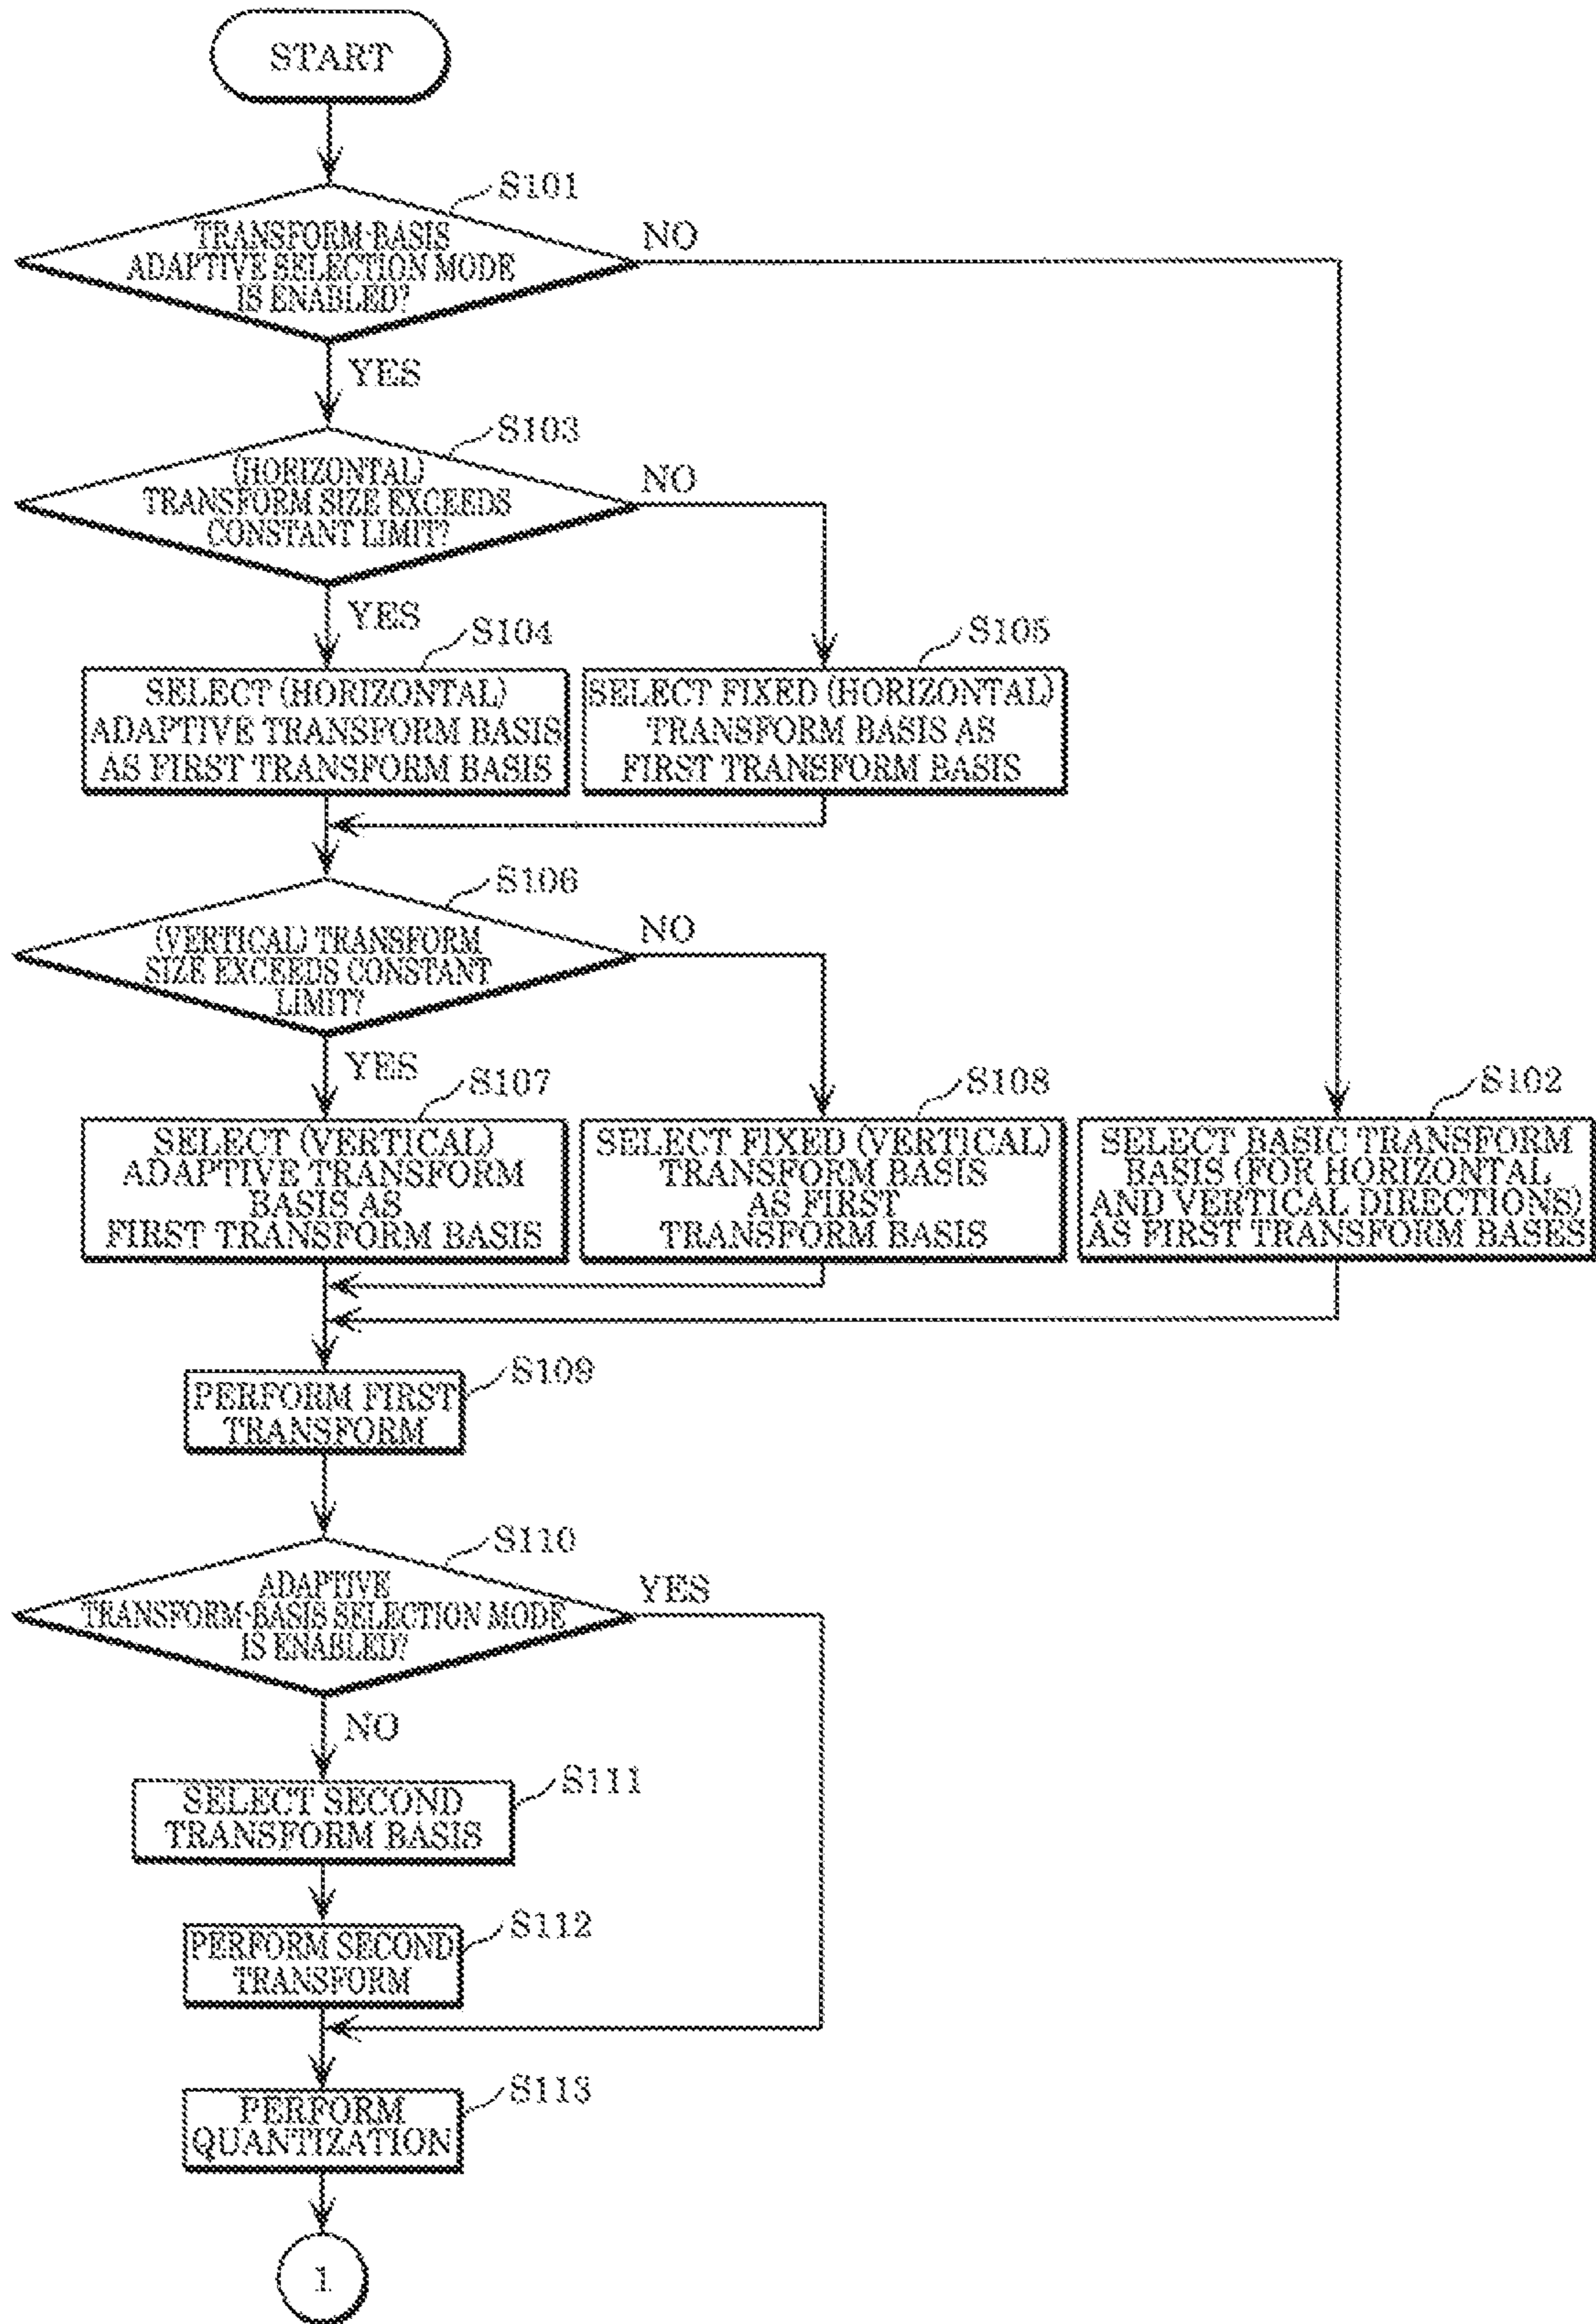 START
S101
TRANSFORM-BASIS
ADAPTIVE SELECTION MODE
IS ENABLED?
NO
YES
S103
(HORIZONTAL)
TRANSFORM SIZE EXCEEDS
CONSTANT LIMIT?
NO
YES
S104
SELECT (HORIZONTAL)
ADAPTIVE TRANSFORM BASIS
AS FIRST TRANSFORM BASIS
S105
SELECT FIXED (HORIZONTAL)
TRANSFORM BASIS AS
FIRST TRANSFORM BASIS
S106
(VERTICAL) TRANSFORM
SIZE EXCEEDS CONSTANT
LIMIT?
NO
YES
S107
SELECT (VERTICAL)
ADAPTIVE TRANSFORM
BASIS AS
FIRST TRANSFORM BASIS
S108
SELECT FIXED (VERTICAL)
TRANSFORM BASIS
AS FIRST
TRANSFORM BASIS
S102
SELECT BASIC TRANSFORM
BASIS (FOR HORIZONTAL
AND VERTICAL DIRECTIONS)
AS FIRST TRANSFORM BASES
S109
PERFORM FIRST
TRANSFORM
S110
ADAPTIVE
TRANSFORM-BASIS SELECTION MODE
IS ENABLED?
YES
NO
S111
SELECT SECOND
TRANSFORM BASIS
S112
PERFORM SECOND
TRANSFORM
S113
PERFORM
QUANTIZATION
1